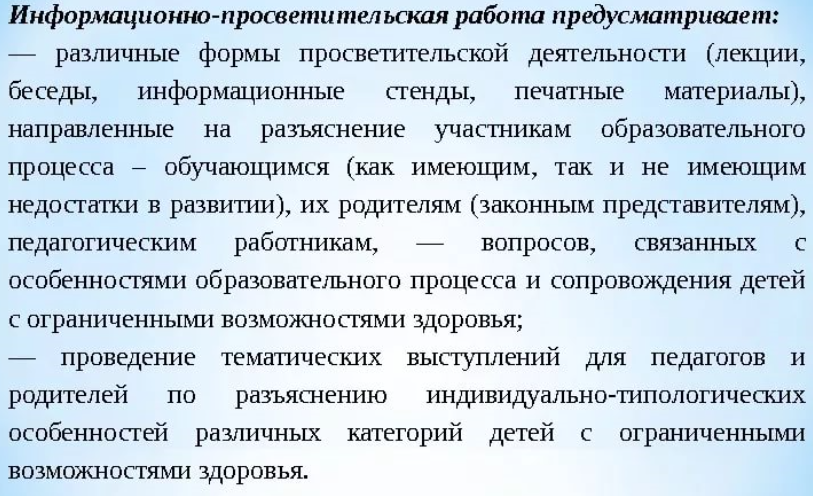 Информационно-просветительская работа предусматривает:
— различные формы просветительской деятельности (лекции,
беседы, информационные стенды, печатные материалы),
направленные на разъяснение участникам образовательного
процесса – обучающимся (как имеющим, так и не имеющим
недостатки в развитии), их родителям (законным представителям),
педагогическим работникам, — вопросов, связанных с
особенностями образовательного процесса и сопровождения детей
с ограниченными возможностями здоровья;
— проведение тематических выступлений для педагогов и
родителей по разъяснению индивидуально-типологических
особенностей различных категорий детей с ограниченными
возможностями здоровья.